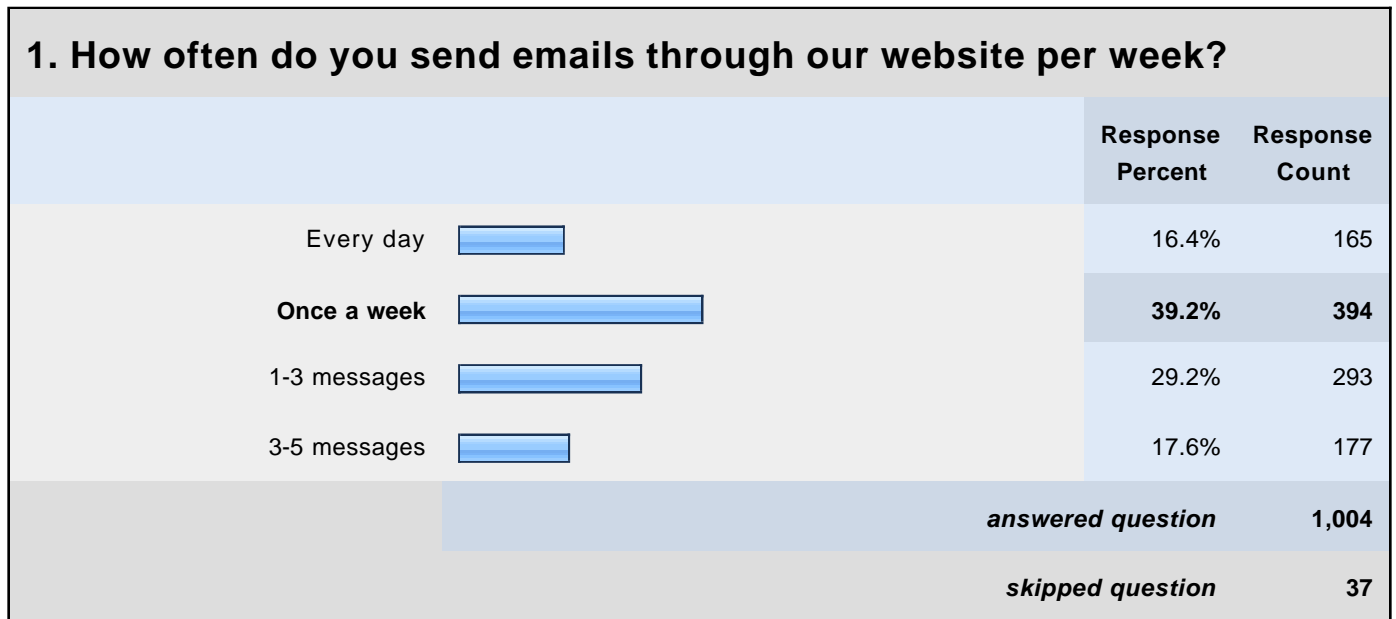 1. How often do you send emails through our website per week?
Response Response
Percent Count
Every day 16.4% 165
Once a week 39.2% 394
1-3 messages 29.2% 293
3-5 messages 17.6% 177
answered question 1,004
skipped question 37